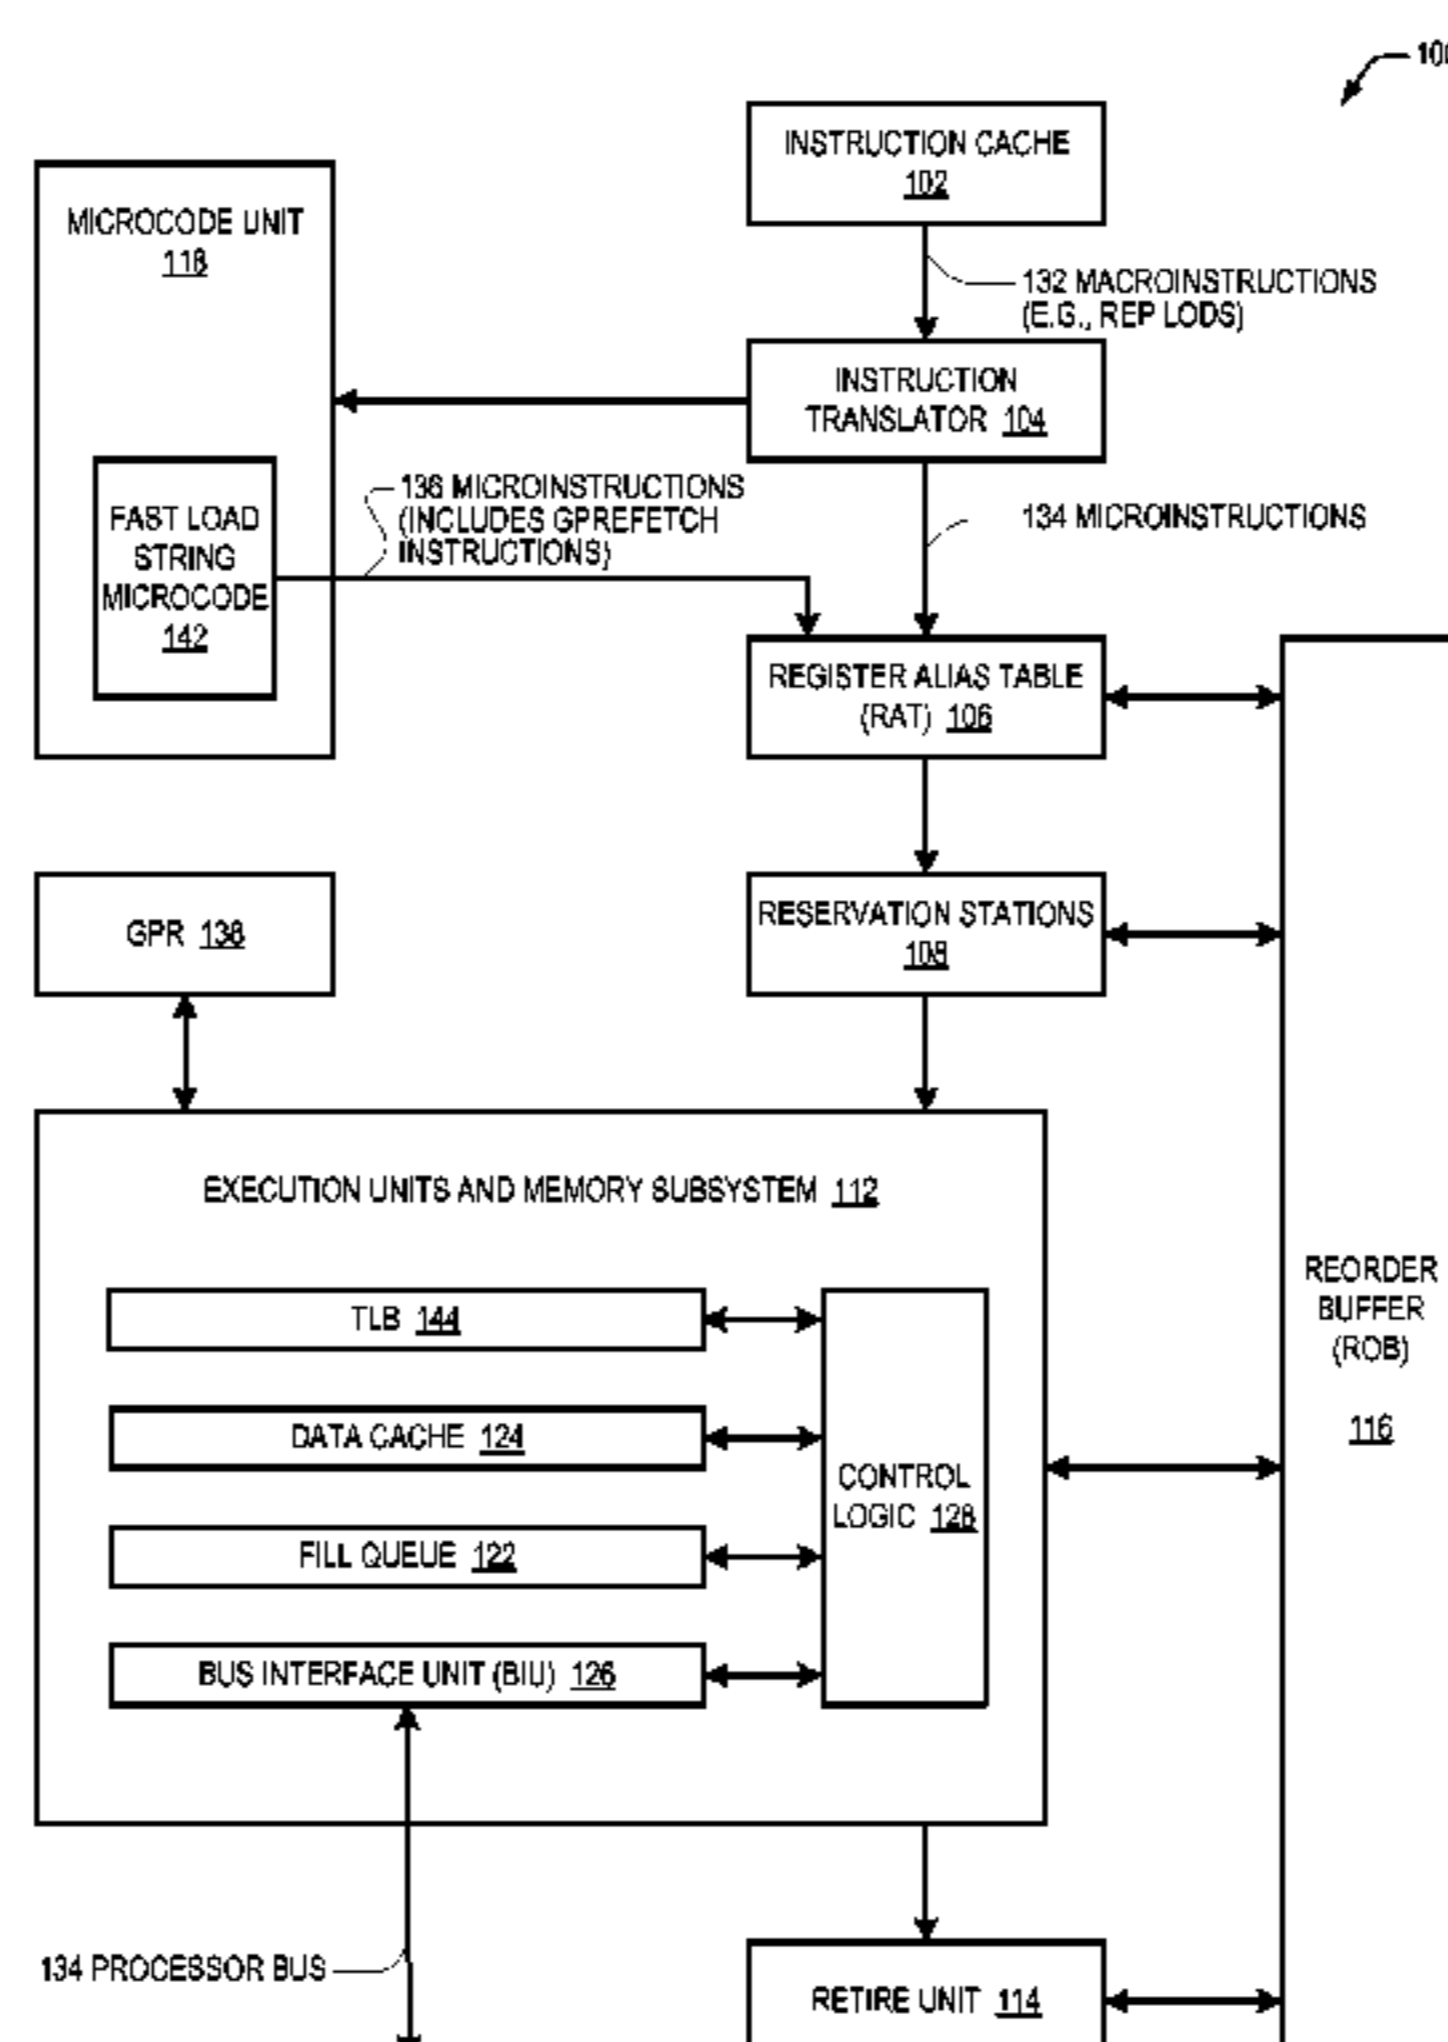 INSTRUCTION CACHE
102
MICROCODE UNIT
118
132 MACROINSTRUCTIONS
(E.G., REP LODS)
INSTRUCTION
TRANSLATOR 104
136 MICROINSTRUCTIONS
(INCLUDES GPREFETCH
INSTRUCTIONS)
134 MICROINSTRUCTIONS
FAST LOAD
STRING
MICROCODE
142
REGISTER ALIAS TABLE
(RAT) 106
GPR 138
RESERVATION STATIONS
108
EXECUTION UNITS AND MEMORY SUBSYSTEM 112
TLB 144
DATA CACHE 124
FILL QUEUE 122
BUS INTERFACE UNIT (BIU) 126
CONTROL
LOGIC 128
REORDER
BUFFER
(ROB)
116
134 PROCESSOR BUS
RETIRE UNIT 114